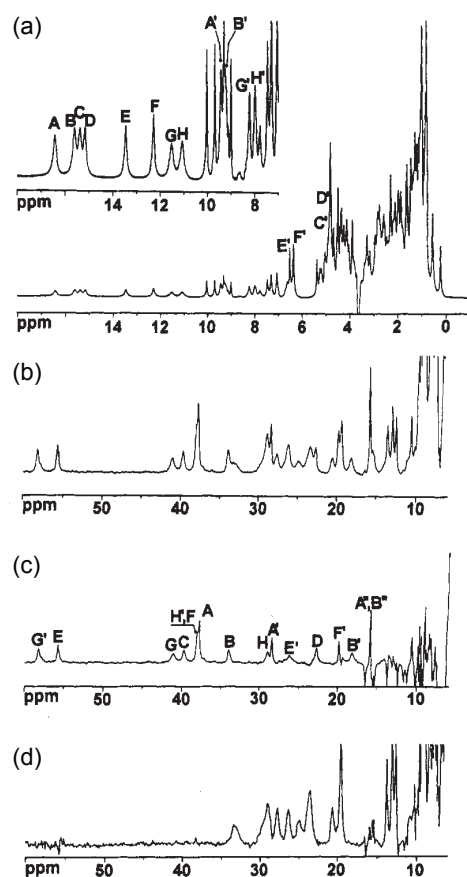 (a)
A' B'
A B C D E F G H G' H'
ppm 14 12 10 8
E' F' D'' C''
ppm 14 12 10 8 6 4 2 0
(b)
ppm 50 40 30 20 10
(c)
G' E G C H',F A B H A' E' D F' B' A'',B''
ppm 50 40 30 20 10
(d)
ppm 50 40 30 20 10